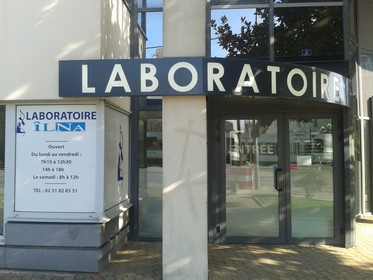 LABORATOIRE
LABORATOIRE
ILNA
Ouvert
Du lundi au vendredi :
7h15 à 12h30
14h à 18h
Le samedi : 8h à 12h
TEL : 02 51 82 83 51
ENTRÉE